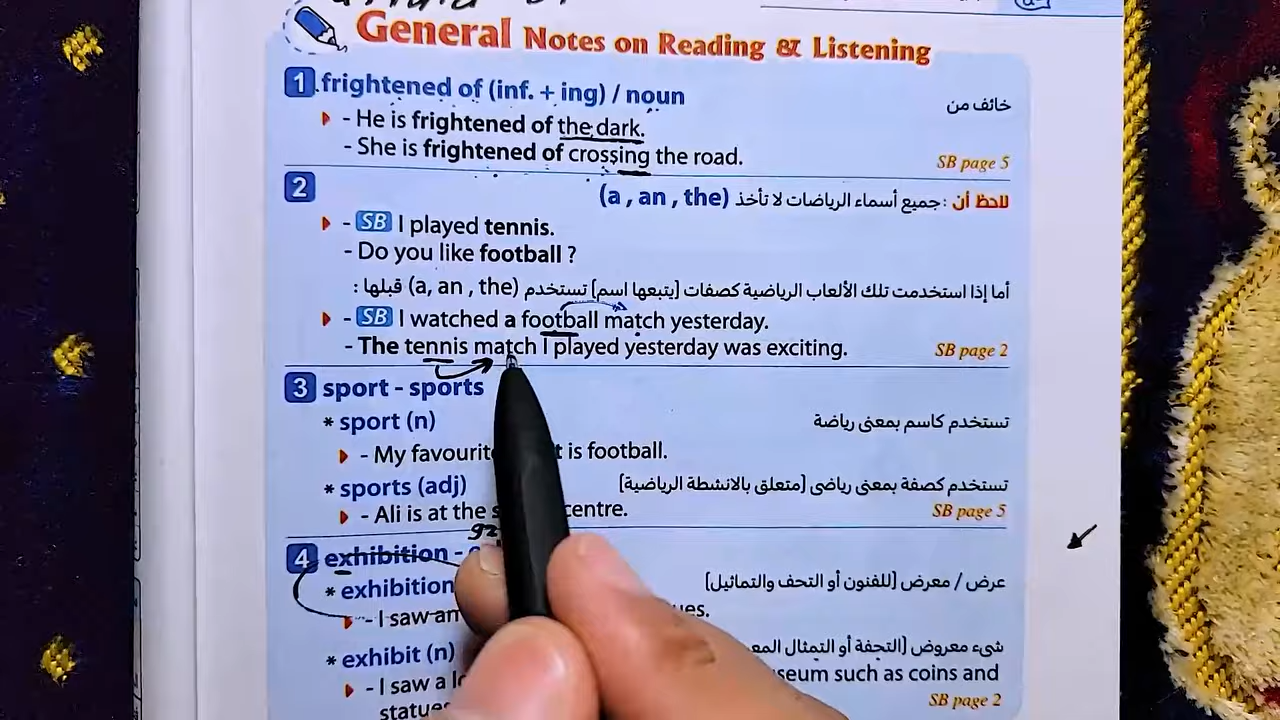 General Notes on Reading & Listening
1 frightened of (inf. + ing) / noun خائف من
- He is frightened of the dark.
- She is frightened of crossing the road. SB page 5
2 لاحظ أن : جميع أسماء الرياضات لا تأخذ (a , an , the)
- SB I played tennis.
- Do you like football ?
أما إذا استخدمت تلك الألعاب الرياضية كصفات [يتبعها اسم] تستخدم (a, an , the) قبلها :
- SB I watched a football match yesterday.
- The tennis match I played yesterday was exciting. SB page 2
3 sport - sports
* sport (n) تستخدم كاسم بمعنى رياضة
- My favourite is football.
* sports (adj) تستخدم كصفة بمعنى رياضى [متعلق بالانشطة الرياضية]
- Ali is at the centre. SB page 5
4 exhibition -
* exhibition عرض / معرض [للفنون أو التحف والتماثيل]
- I saw an
* exhibit (n) شىء معروض [التحفة أو التمثال
- I saw a such as coins and
statues SB page 2